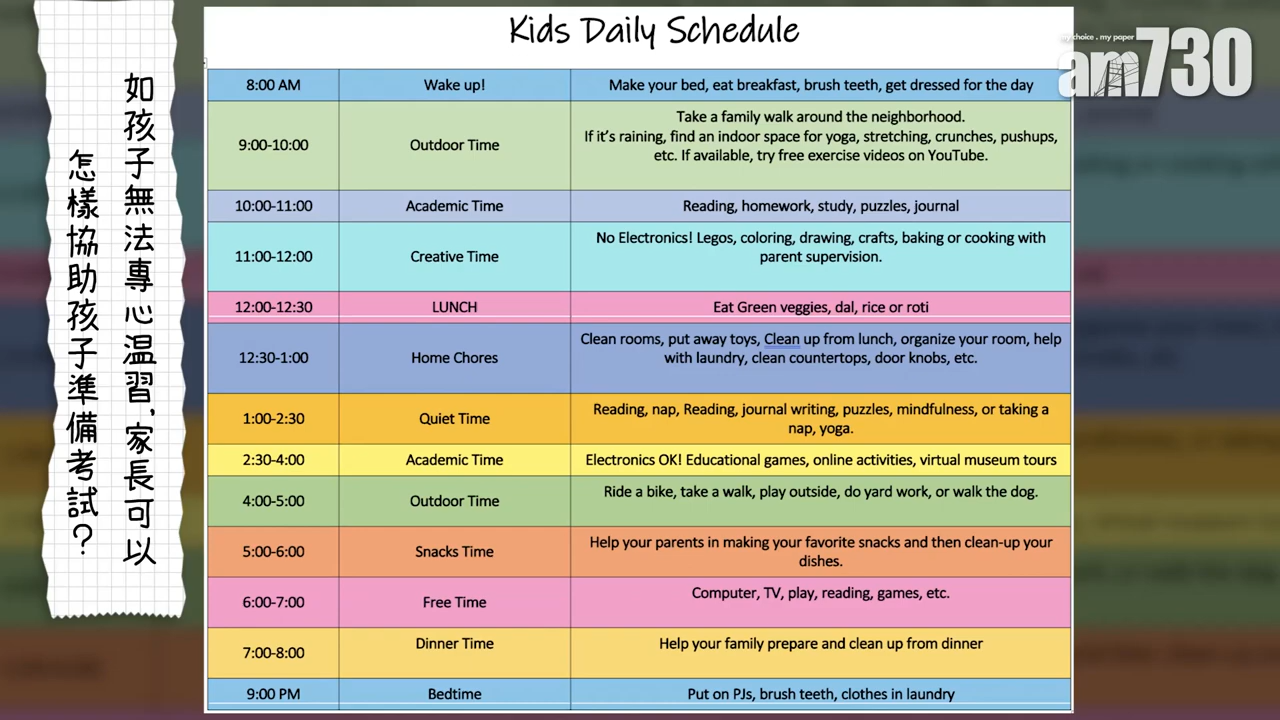 如孩子無法專心溫習，家長可以
怎樣協助孩子準備考試？
my choice . my paper
am730
Kids Daily Schedule
8:00 AM Wake up! Make your bed, eat breakfast, brush teeth, get dressed for the day
9:00-10:00 Outdoor Time Take a family walk around the neighborhood.
If it's raining, find an indoor space for yoga, stretching, crunches, pushups,
etc. If available, try free exercise videos on YouTube.
10:00-11:00 Academic Time Reading, homework, study, puzzles, journal
11:00-12:00 Creative Time No Electronics! Legos, coloring, drawing, crafts, baking or cooking with
parent supervision.
12:00-12:30 LUNCH Eat Green veggies, dal, rice or roti
12:30-1:00 Home Chores Clean rooms, put away toys, Clean up from lunch, organize your room, help
with laundry, clean countertops, door knobs, etc.
1:00-2:30 Quiet Time Reading, nap, Reading, journal writing, puzzles, mindfulness, or taking a
nap, yoga.
2:30-4:00 Academic Time Electronics OK! Educational games, online activities, virtual museum tours
4:00-5:00 Outdoor Time Ride a bike, take a walk, play outside, do yard work, or walk the dog.
5:00-6:00 Snacks Time Help your parents in making your favorite snacks and then clean-up your
dishes.
6:00-7:00 Free Time Computer, TV, play, reading, games, etc.
7:00-8:00 Dinner Time Help your family prepare and clean up from dinner
9:00 PM Bedtime Put on PJs, brush teeth, clothes in laundry